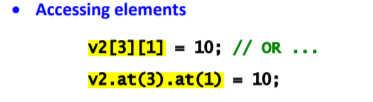 • Accessing elements
v2[3][1] = 10; // OR ...
v2.at(3).at(1) = 10;